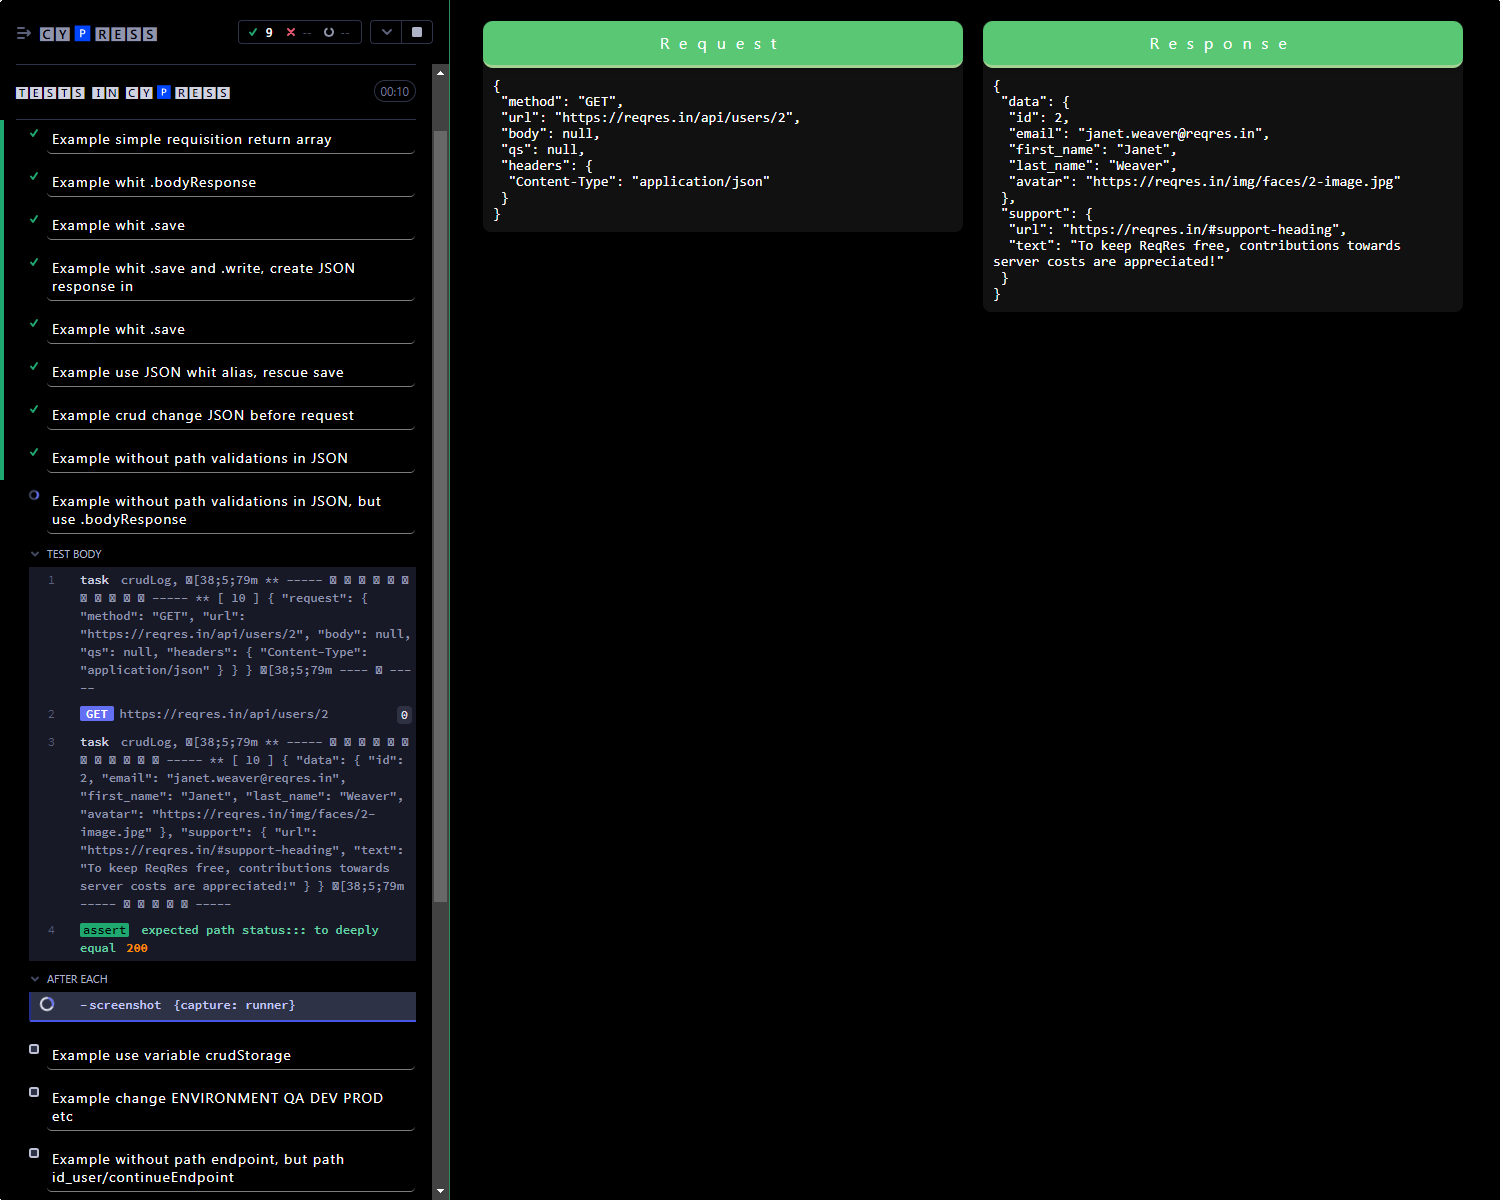 CYPRESS
9 -- --
TESTS IN CYPRESS
00:10
Example simple requisition return array
Example whit .bodyResponse
Example whit .save
Example whit .save and .write, create JSON
response in
Example whit .save
Example use JSON whit alias, rescue save
Example crud change JSON before request
Example without path validations in JSON
Example without path validations in JSON, but
use .bodyResponse
TEST BODY
1 task crudLog, [38;5;79m ** -----
----- ** [ 10 ] { "request": {
"method": "GET", "url":
"https://reqres.in/api/users/2", "body": null,
"qs": null, "headers": { "Content-Type":
"application/json" } } } [38;5;79m ---- ---
--
2 GET https://reqres.in/api/users/2 0
3 task crudLog, [38;5;79m ** -----
----- ** [ 10 ] { "data": { "id":
2, "email": "janet.weaver@reqres.in",
"first_name": "Janet", "last_name": "Weaver",
"avatar": "https://reqres.in/img/faces/2-
image.jpg" }, "support": { "url":
"https://reqres.in/#support-heading", "text":
"To keep ReqRes free, contributions towards
server costs are appreciated!" } } [38;5;79m
----- -----
4 assert expected path status::: to deeply
equal 200
AFTER EACH
-screenshot {capture: runner}
Example use variable crudStorage
Example change ENVIRONMENT QA DEV PROD
etc
Example without path endpoint, but path
id_user/continueEndpoint
Request
{
"method": "GET",
"url": "https://reqres.in/api/users/2",
"body": null,
"qs": null,
"headers": {
"Content-Type": "application/json"
}
}
Response
{
"data": {
"id": 2,
"email": "janet.weaver@reqres.in",
"first_name": "Janet",
"last_name": "Weaver",
"avatar": "https://reqres.in/img/faces/2-image.jpg"
},
"support": {
"url": "https://reqres.in/#support-heading",
"text": "To keep ReqRes free, contributions towards
server costs are appreciated!"
}
}